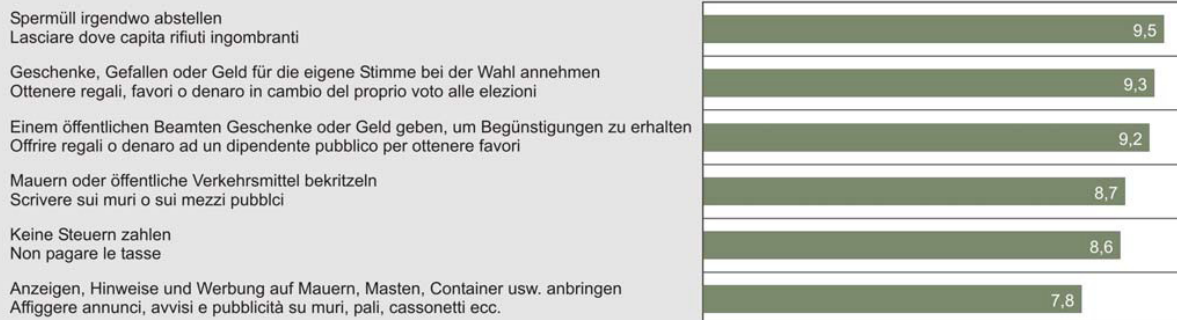 Spermüll irgendwo abstellen
Lasciare dove capita rifiuti ingombranti
9,5
Geschenke, Gefallen oder Geld für die eigene Stimme bei der Wahl annehmen
Ottenere regali, favori o denaro in cambio del proprio voto alle elezioni
9,3
Einem öffentlichen Beamten Geschenke oder Geld geben, um Begünstigungen zu erhalten
Offrire regali o denaro ad un dipendente pubblico per ottenere favori
9,2
Mauern oder öffentliche Verkehrsmittel bekritzeln
Scrivere sui muri o sui mezzi pubblci
8,7
Keine Steuern zahlen
Non pagare le tasse
8,6
Anzeigen, Hinweise und Werbung auf Mauern, Masten, Container usw. anbringen
Affiggere annunci, avvisi e pubblicità su muri, pali, cassonetti ecc.
7,8